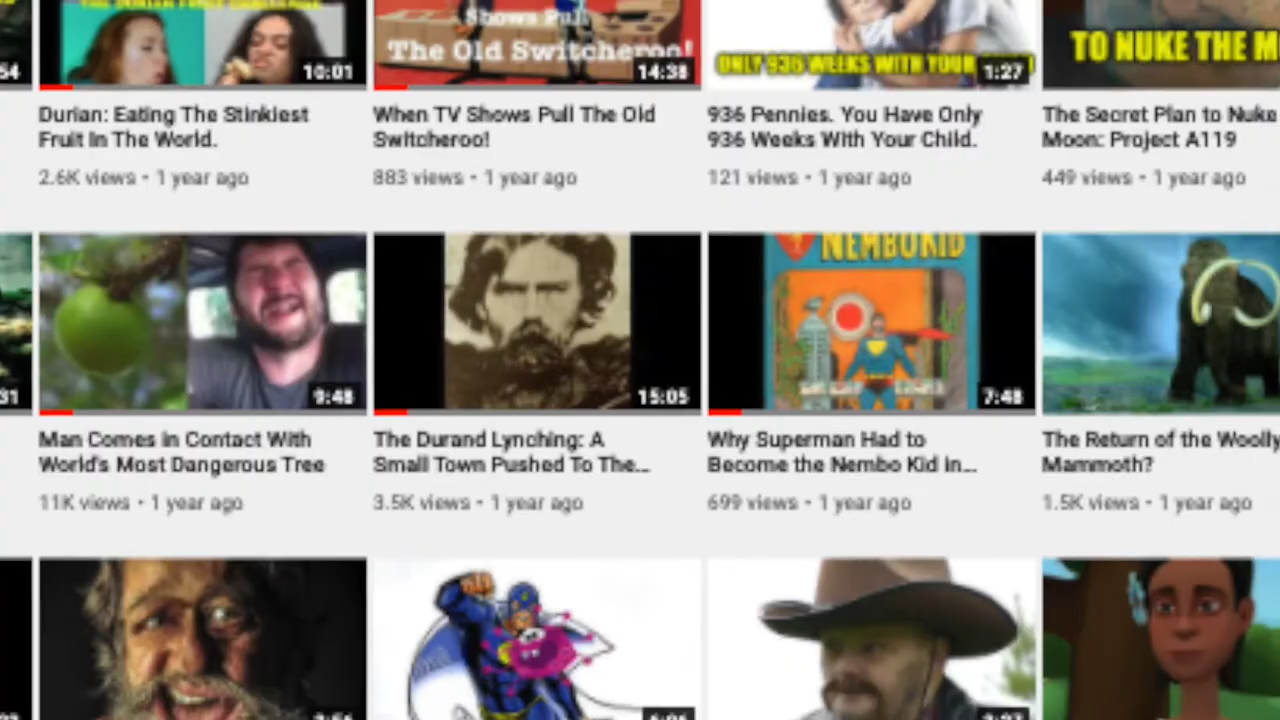 54
10:01
Shows Pull
The Old Switcheroo!
14:38
ONLY 936 WEEKS WITH YOUR
1:27
TO NUKE THE M
Durian: Eating The Stinkiest
Fruit In The World.
2.6K views • 1 year ago
When TV Shows Pull The Old
Switcheroo!
883 views • 1 year ago
936 Pennies. You Have Only
936 Weeks With Your Child.
121 views • 1 year ago
The Secret Plan to Nuke
Moon: Project A119
449 views • 1 year ago
31
9:48
15:05
NEMBO KID
7:48
Man Comes in Contact With
World's Most Dangerous Tree
11K views • 1 year ago
The Durand Lynching: A
Small Town Pushed To The...
3.5K views • 1 year ago
Why Superman Had to
Become the Nembo Kid in...
699 views • 1 year ago
The Return of the Woolly
Mammoth?
1.5K views • 1 year ago